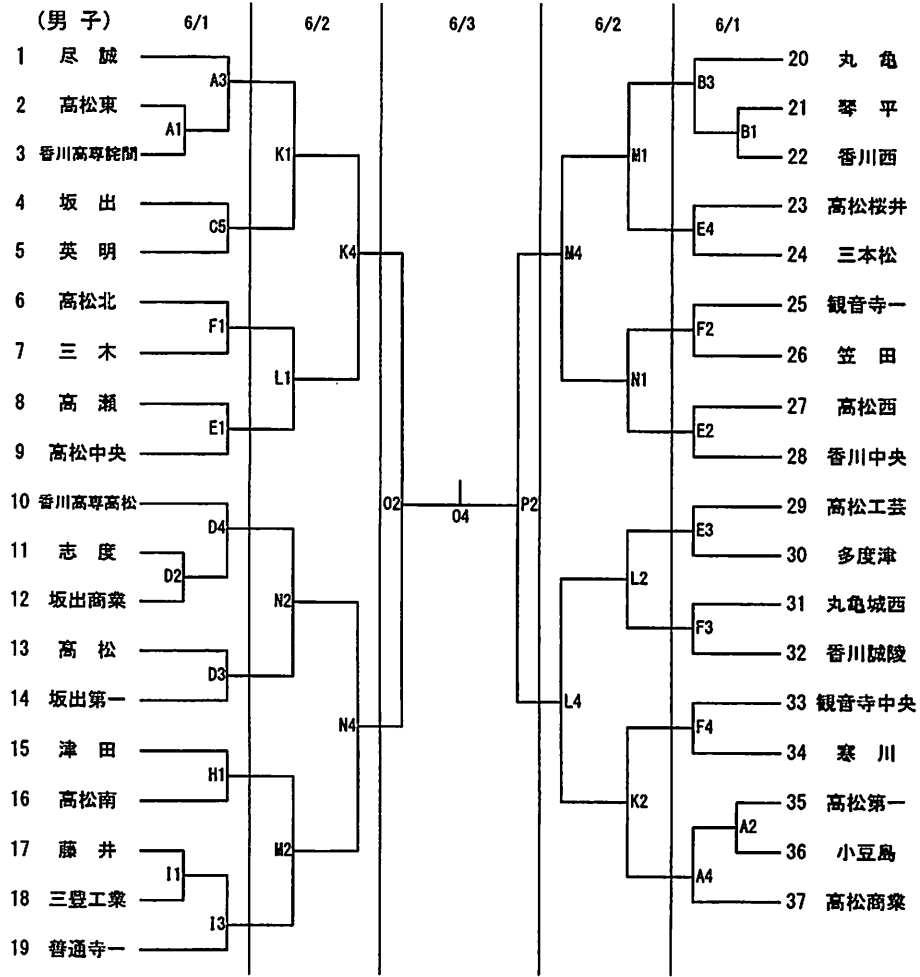 (男子) 6/1 6/2 6/3 6/2 6/1
1 尽誠
2 高松東
3 香川高専詫間
4 坂出
5 英明
6 高松北
7 三木
8 高瀬
9 高松中央
10 香川高専高松
11 志度
12 坂出商業
13 高松
14 坂出第一
15 津田
16 高松南
17 藤井
18 三豊工業
19 善通寺一
A3
A1
K1
C5
K4
F1
L1
E1
O2
D4
D2
N2
D3
N4
H1
M2
I1
I3
O4
P2
B3
B1
M1
E4
M4
F2
N1
E2
E3
L2
F3
L4
F4
K2
A2
A4
20 丸亀
21 琴平
22 香川西
23 高松桜井
24 三本松
25 観音寺一
26 笠田
27 高松西
28 香川中央
29 高松工芸
30 多度津
31 丸亀城西
32 香川誠陵
33 観音寺中央
34 寒川
35 高松第一
36 小豆島
37 高松商業